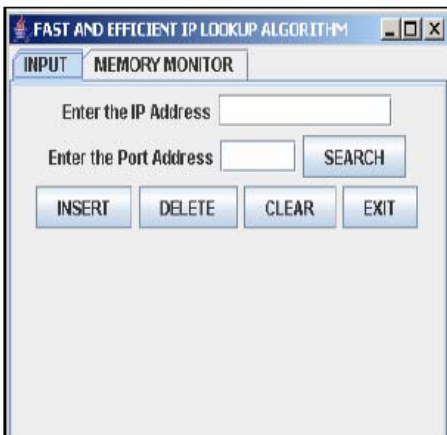 FAST AND EFFICIENT IP LOOKUP ALGORITHM
INPUT MEMORY MONITOR
Enter the IP Address
Enter the Port Address SEARCH
INSERT DELETE CLEAR EXIT